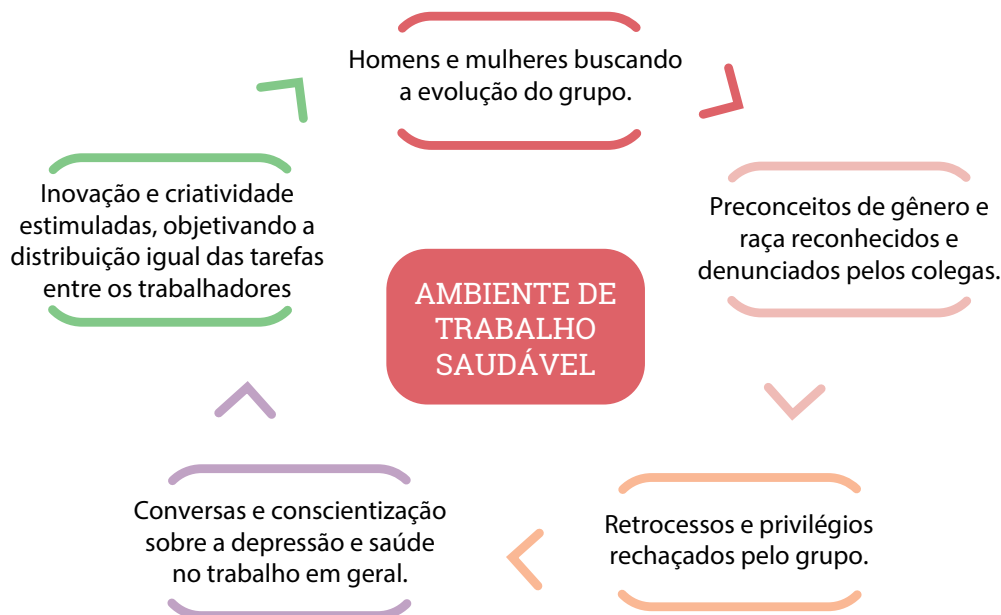 Homens e mulheres buscando
a evolução do grupo.
Preconceitos de gênero e
raça reconhecidos e
denunciados pelos colegas.
Retrocessos e privilégios
rechaçados pelo grupo.
Conversas e conscientização
sobre a depressão e saúde
no trabalho em geral.
Inovação e criatividade
estimuladas, objetivando a
distribuição igual das tarefas
entre os trabalhadores
AMBIENTE DE
TRABALHO
SAUDÁVEL